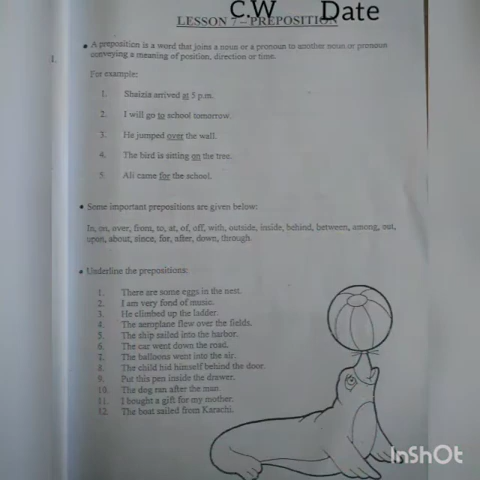 C.W Date
LESSON 7 – PREPOSITION
I.
• A preposition is a word that joins a noun or a pronoun to another noun or pronoun
conveying a meaning of position, direction or time.
For example:
1. Shaizia arrived at 5 p.m.
2. I will go to school tomorrow.
3. He jumped over the wall.
4. The bird is sitting on the tree.
5. Ali came for the school.
• Some important prepositions are given below:
In, on, over, from, so, at, of, off, with, outside, inside, behind, between, among, out,
upon, about, since, for, after, down, through.
• Underline the prepositions:
1. There are some eggs in the nest.
2. I am very fond of music.
3. He climbed up the ladder.
4. The aeroplane flew over the fields.
5. The ship sailed into the harbor.
6. The car went down the road.
7. The balloons went into the air.
8. The child hid himself behind the door.
9. Put this pen inside the drawer.
10. The dog ran after the man.
11. I bought a gift for my mother.
12. The boat sailed from Karachi.
InShOt